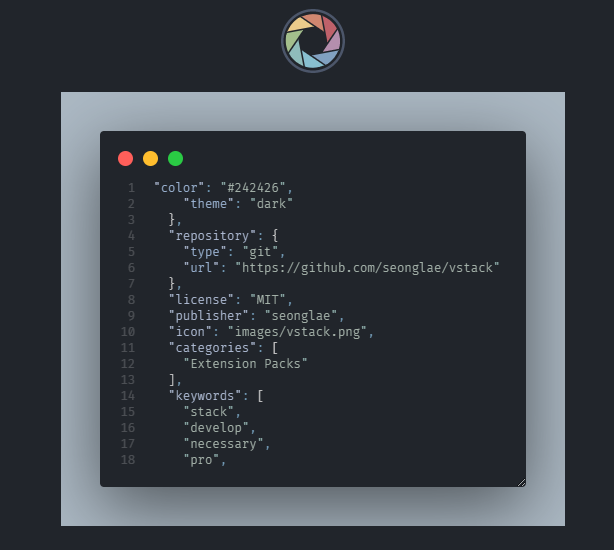 1 "color": "#242426",
2 "theme": "dark"
3 },
4 "repository": {
5 "type": "git",
6 "url": "https://github.com/seonglae/vstack"
7 },
8 "license": "MIT",
9 "publisher": "seonglae",
10 "icon": "images/vstack.png",
11 "categories": [
12 "Extension Packs"
13 ],
14 "keywords": [
15 "stack",
16 "develop",
17 "necessary",
18 "pro",